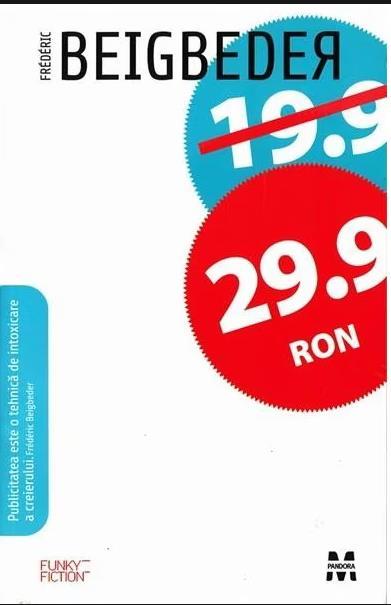 FRÉDÉRIC
BEIGBEDEЯ
19.9
29.9
RON
Publicitatea este o tehnică de intoxicare
a creierului. Frédéric Beigbeder
FUNKY
FICTION
M
PANDORA